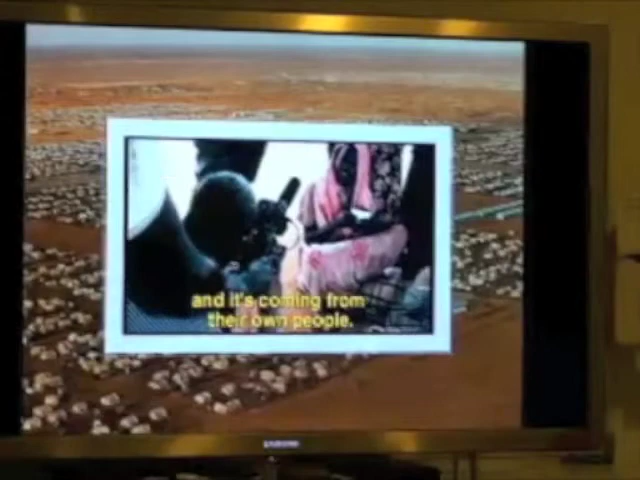 and it's coming from
their own people.
SAMSUNG